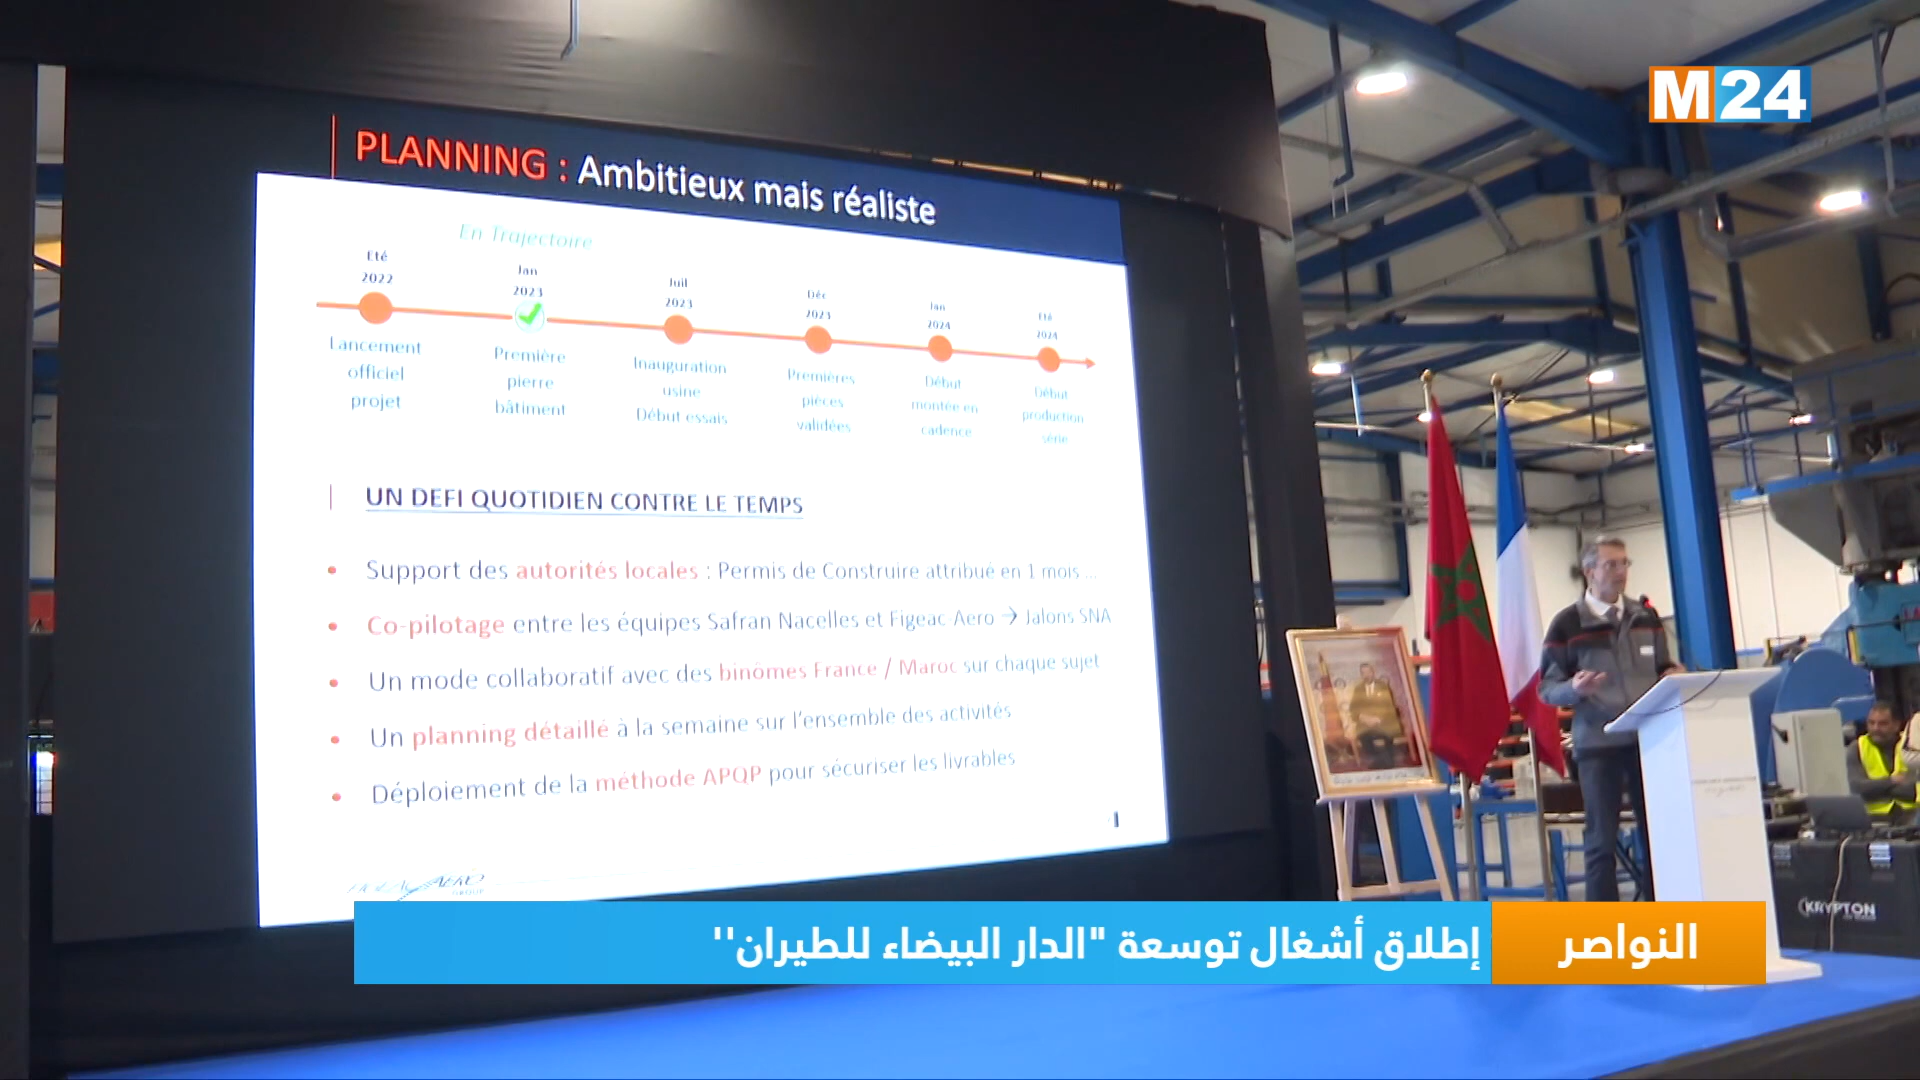 M24
PLANNING : Ambitieux mais réaliste
En Trajectoire
Eté
2022
Lancement
officiel
projet
Jan
2023
Première
pierre
bâtiment
Juil
2023
Inauguration
usine
Début essais
Déc
2023
Premières
pièces
validées
Jan
2024
Début
montée en
cadence
Eté
2024
Début
production
série
UN DEFI QUOTIDIEN CONTRE LE TEMPS
• Support des autorités locales : Permis de Construire attribué en 1 mois ...
• Co-pilotage entre les équipes Safran Nacelles et Figeac Aero → Jalons SNA
• Un mode collaboratif avec des binômes France / Maroc sur chaque sujet
• Un planning détaillé à la semaine sur l'ensemble des activités
• Déploiement de la méthode APQP pour sécuriser les livrables
AERO
GROUP
KRYPTON
النواصر
إطلاق أشغال توسعة "الدار البيضاء للطيران''